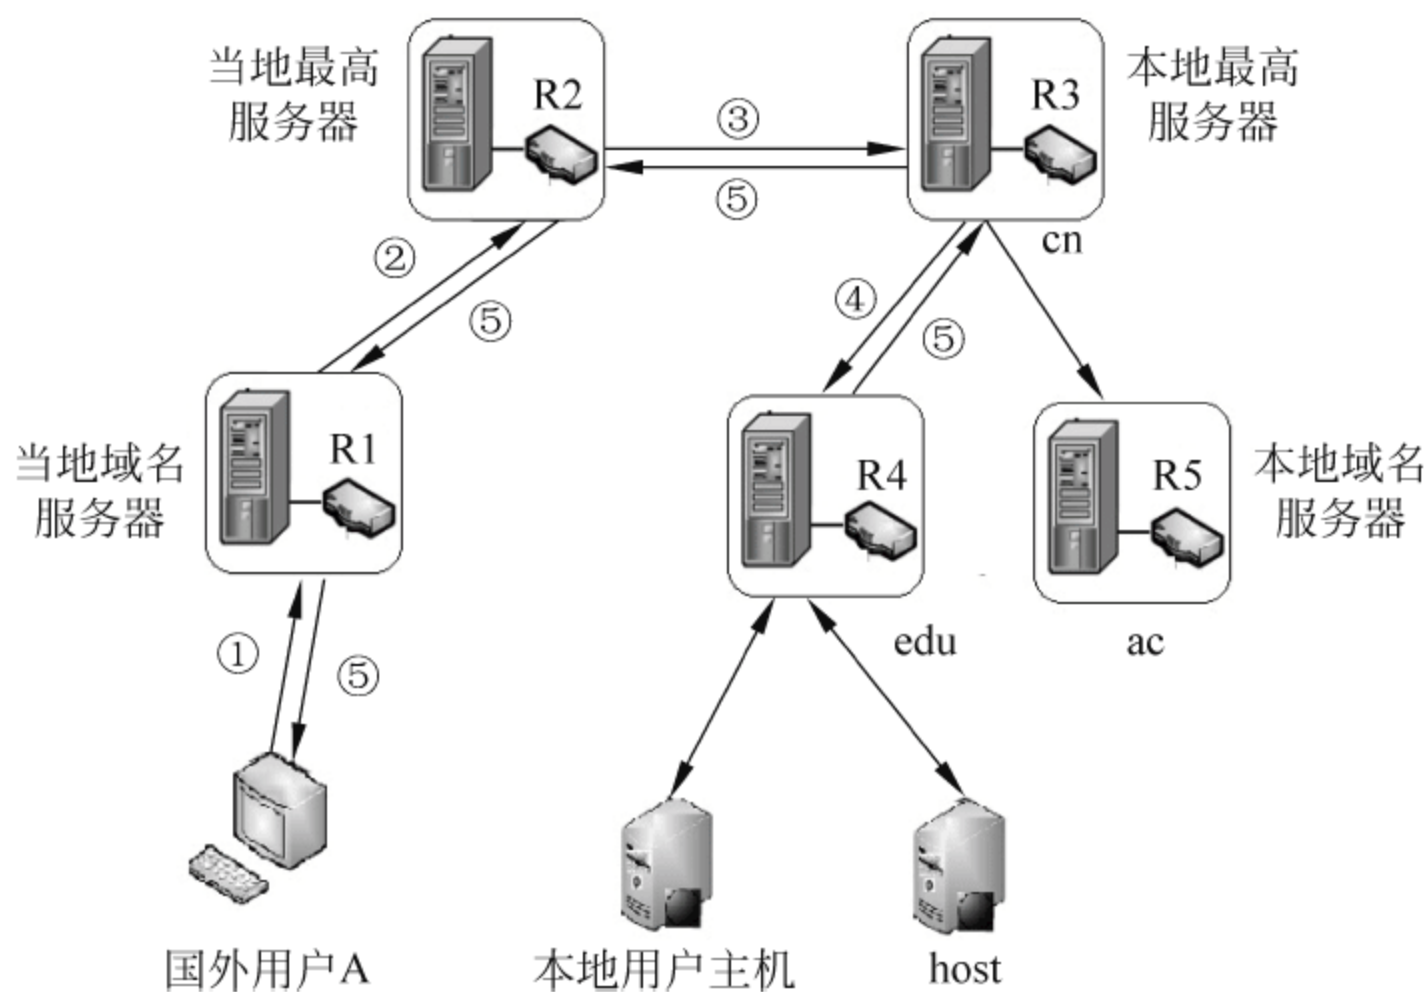 当地最高
服务器
R2
③
⑤
R3
本地最高
服务器
cn
②
⑤
④
⑤
当地域名
服务器
R1
R4
R5
本地域名
服务器
edu
ac
①
⑤
国外用户A
本地用户主机
host